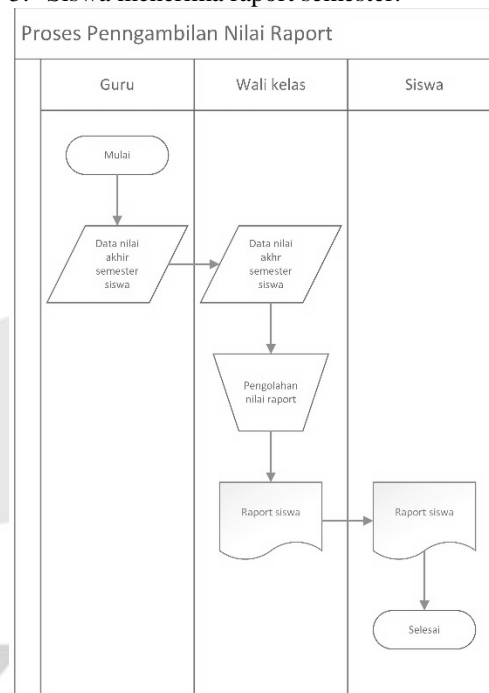 5. Siswa menerima raport semester.
Proses Penngambilan Nilai Raport
Guru
Wali kelas
Siswa
Mulai
Data nilai
akhir
semester
siswa
Data nilai
akhr
semester
siswa
Pengolahan
nilai raport
Raport siswa
Raport siswa
Selesai